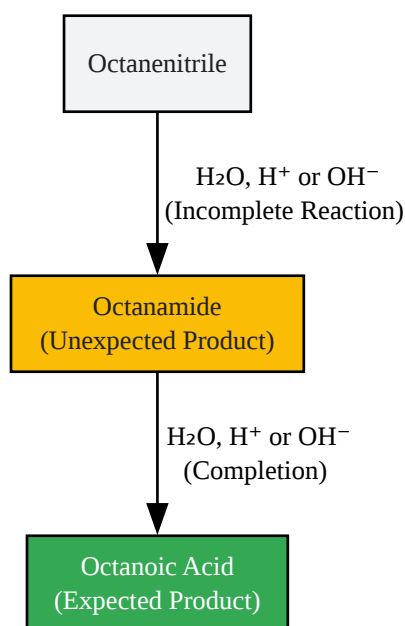 Octanenitrile
H₂O, H⁺ or OH⁻
(Incomplete Reaction)
Octanamide
(Unexpected Product)
H₂O, H⁺ or OH⁻
(Completion)
Octanoic Acid
(Expected Product)